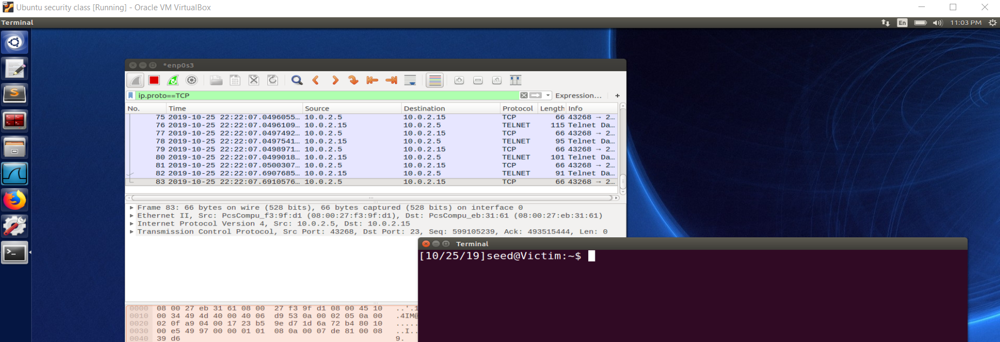 Ubuntu security class [Running] - Oracle VM VirtualBox
Terminal
En
11:03 PM
*enp0s3
ip.proto==TCP
Expression…
+
No. Time Source Destination Protocol Length Info
75 2019-10-25 22:22:07.0496055… 10.0.2.5 10.0.2.15 TCP 66 43268 → 2…
76 2019-10-25 22:22:07.0496109… 10.0.2.15 10.0.2.5 TELNET 115 Telnet Da…
77 2019-10-25 22:22:07.0497492… 10.0.2.5 10.0.2.15 TCP 66 43268 → 2…
78 2019-10-25 22:22:07.0497541… 10.0.2.15 10.0.2.5 TELNET 95 Telnet Da…
79 2019-10-25 22:22:07.0498971… 10.0.2.5 10.0.2.15 TCP 66 43268 → 2…
80 2019-10-25 22:22:07.0499018… 10.0.2.15 10.0.2.5 TELNET 101 Telnet Da…
81 2019-10-25 22:22:07.0500307… 10.0.2.5 10.0.2.15 TCP 66 43268 → 2…
82 2019-10-25 22:22:07.6907685… 10.0.2.15 10.0.2.5 TELNET 91 Telnet Da…
83 2019-10-25 22:22:07.6910576… 10.0.2.5 10.0.2.15 TCP 66 43268 → 2…
Frame 83: 66 bytes on wire (528 bits), 66 bytes captured (528 bits) on interface 0
Ethernet II, Src: PcsCompu_f3:9f:d1 (08:00:27:f3:9f:d1), Dst: PcsCompu_eb:31:61 (08:00:27:eb:31:61)
Internet Protocol Version 4, Src: 10.0.2.5, Dst: 10.0.2.15
Transmission Control Protocol, Src Port: 43268, Dst Port: 23, Seq: 599105239, Ack: 493515444, Len: 0
Terminal
[10/25/19]seed@Victim:~$
0000 08 00 27 eb 31 61 08 00 27 f3 9f d1 08 00 45 10 ..'.1
0010 00 34 49 4d 40 00 40 06 d9 53 0a 00 02 05 0a 00 .4IM@
0020 02 0f a9 04 00 17 23 b5 9e d7 1d 6a 72 b4 80 10 .....
0030 00 e5 49 97 00 00 01 01 08 0a 00 07 de 81 00 08 ..I..
0040 39 d6 9.